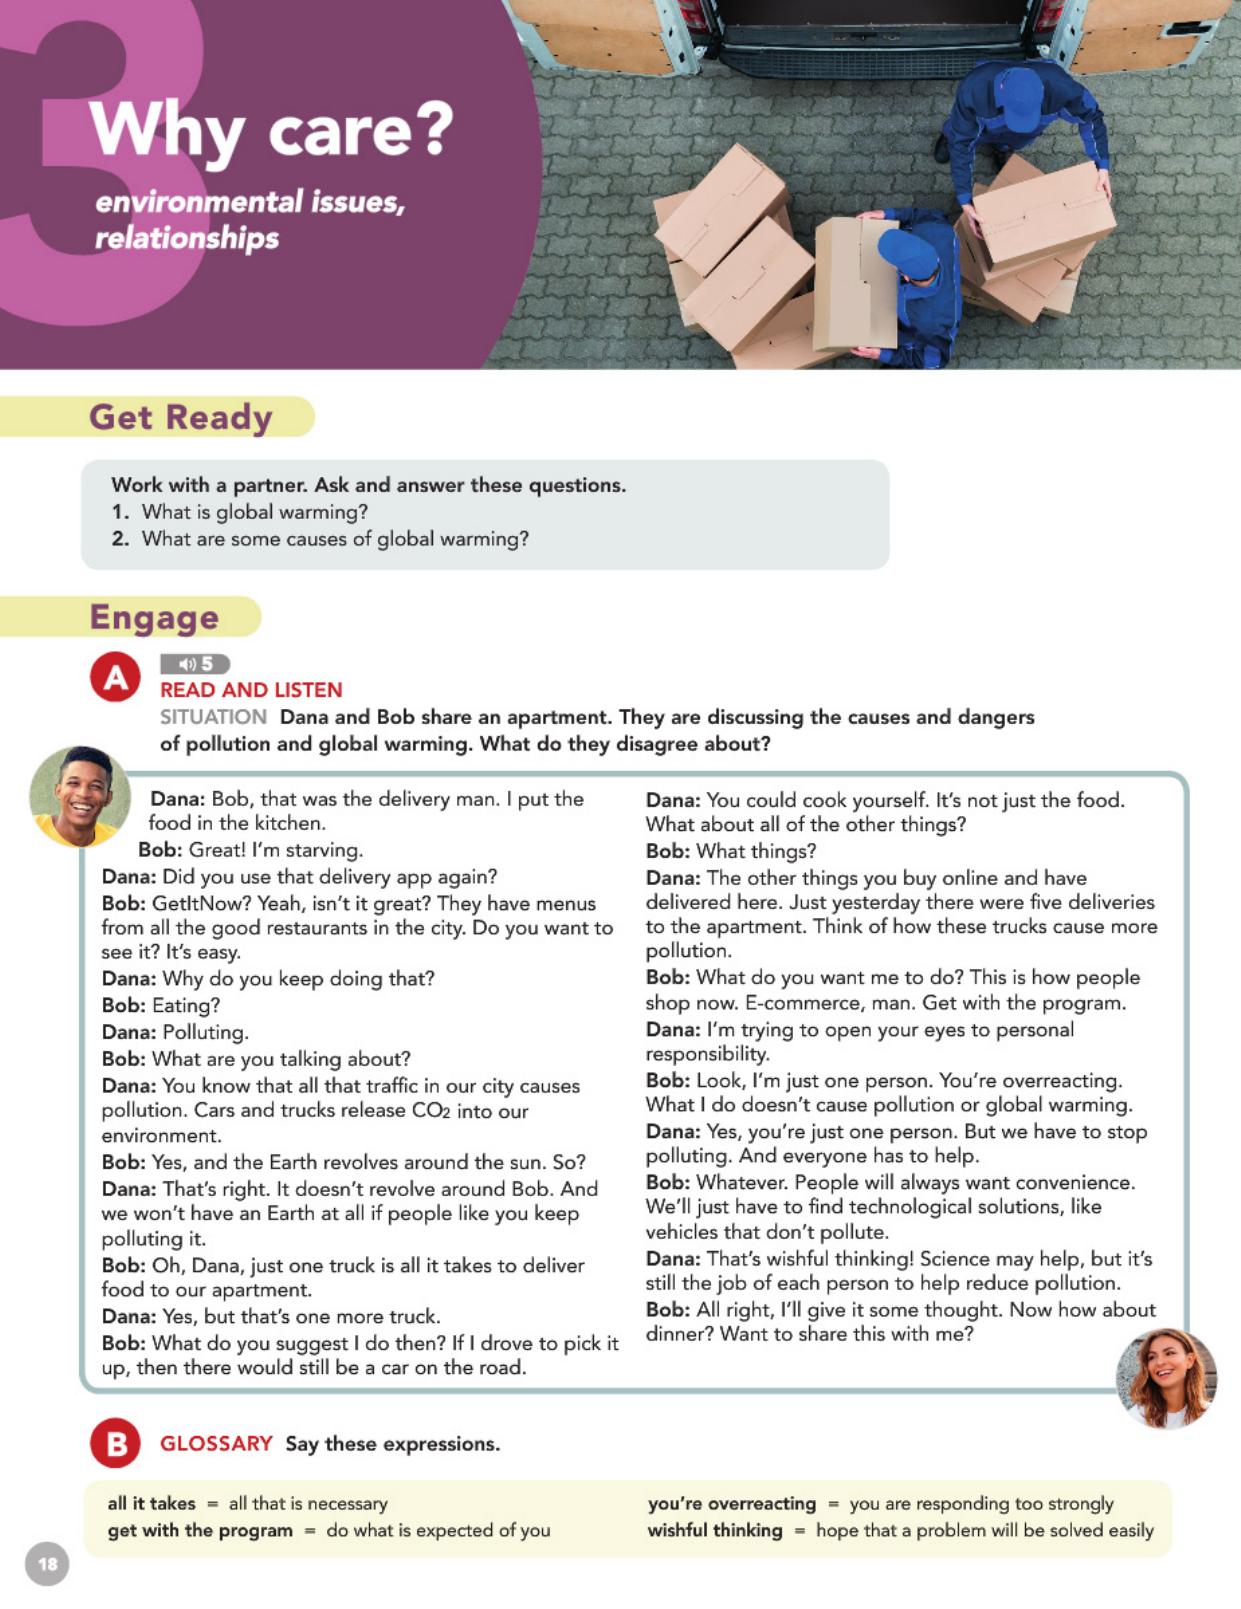 3
Why care?
environmental issues,
relationships
Get Ready
Work with a partner. Ask and answer these questions.
1. What is global warming?
2. What are some causes of global warming?
Engage
A
5
READ AND LISTEN
SITUATION Dana and Bob share an apartment. They are discussing the causes and dangers
of pollution and global warming. What do they disagree about?
Dana: Bob, that was the delivery man. I put the
food in the kitchen.
Bob: Great! I'm starving.
Dana: Did you use that delivery app again?
Bob: GetItNow? Yeah, isn't it great? They have menus
from all the good restaurants in the city. Do you want to
see it? It's easy.
Dana: Why do you keep doing that?
Bob: Eating?
Dana: Polluting.
Bob: What are you talking about?
Dana: You know that all that traffic in our city causes
pollution. Cars and trucks release CO2 into our
environment.
Bob: Yes, and the Earth revolves around the sun. So?
Dana: That's right. It doesn't revolve around Bob. And
we won't have an Earth at all if people like you keep
polluting it.
Bob: Oh, Dana, just one truck is all it takes to deliver
food to our apartment.
Dana: Yes, but that's one more truck.
Bob: What do you suggest I do then? If I drove to pick it
up, then there would still be a car on the road.
Dana: You could cook yourself. It's not just the food.
What about all of the other things?
Bob: What things?
Dana: The other things you buy online and have
delivered here. Just yesterday there were five deliveries
to the apartment. Think of how these trucks cause more
pollution.
Bob: What do you want me to do? This is how people
shop now. E-commerce, man. Get with the program.
Dana: I'm trying to open your eyes to personal
responsibility.
Bob: Look, I'm just one person. You're overreacting.
What I do doesn't cause pollution or global warming.
Dana: Yes, you're just one person. But we have to stop
polluting. And everyone has to help.
Bob: Whatever. People will always want convenience.
We'll just have to find technological solutions, like
vehicles that don't pollute.
Dana: That's wishful thinking! Science may help, but it's
still the job of each person to help reduce pollution.
Bob: All right, I'll give it some thought. Now how about
dinner? Want to share this with me?
B
GLOSSARY Say these expressions.
all it takes = all that is necessary
get with the program = do what is expected of you
you're overreacting = you are responding too strongly
wishful thinking = hope that a problem will be solved easily
18